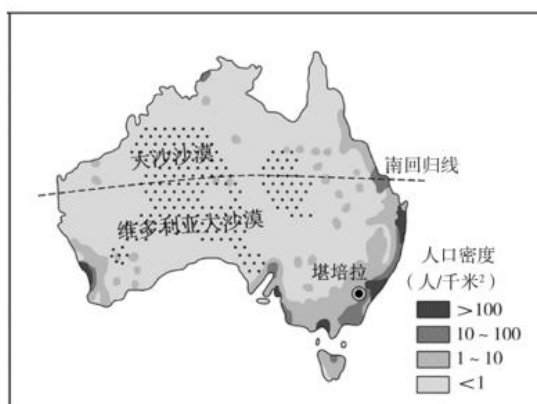 大沙沙漠
南回归线
维多利亚大沙漠
堪培拉
人口密度
（人/千米²）
>100
10～100
1～10
<1